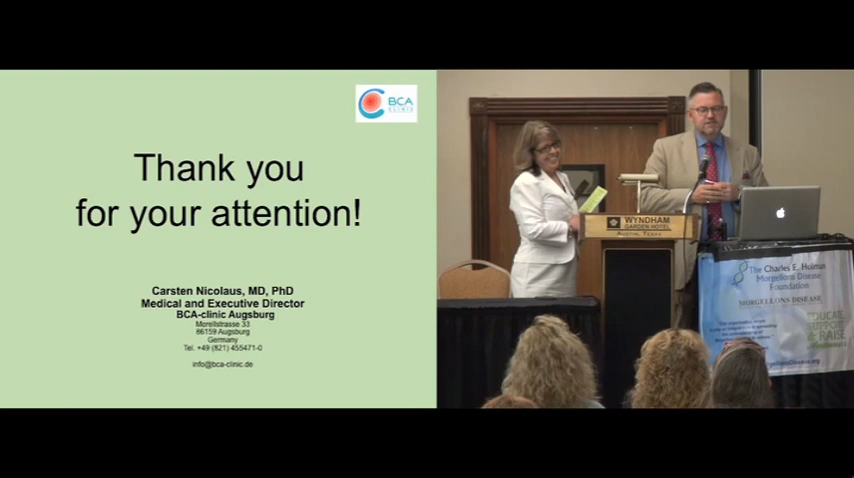 BCA
CLINIC
Thank you
for your attention!
Carsten Nicolaus, MD, PhD
Medical and Executive Director
BCA-clinic Augsburg
Morellstrasse 33
86159 Augsburg
Germany
Tel. +49 (821) 455471-0
info@bca-clinic.de
WYNDHAM
GARDEN HOTEL
AUSTIN, TEXAS
The Charles E. Holman
Morgellons Disease
Foundation
MORGELLONS DISEASE
EDUCATE
SUPPORT
& RAISE